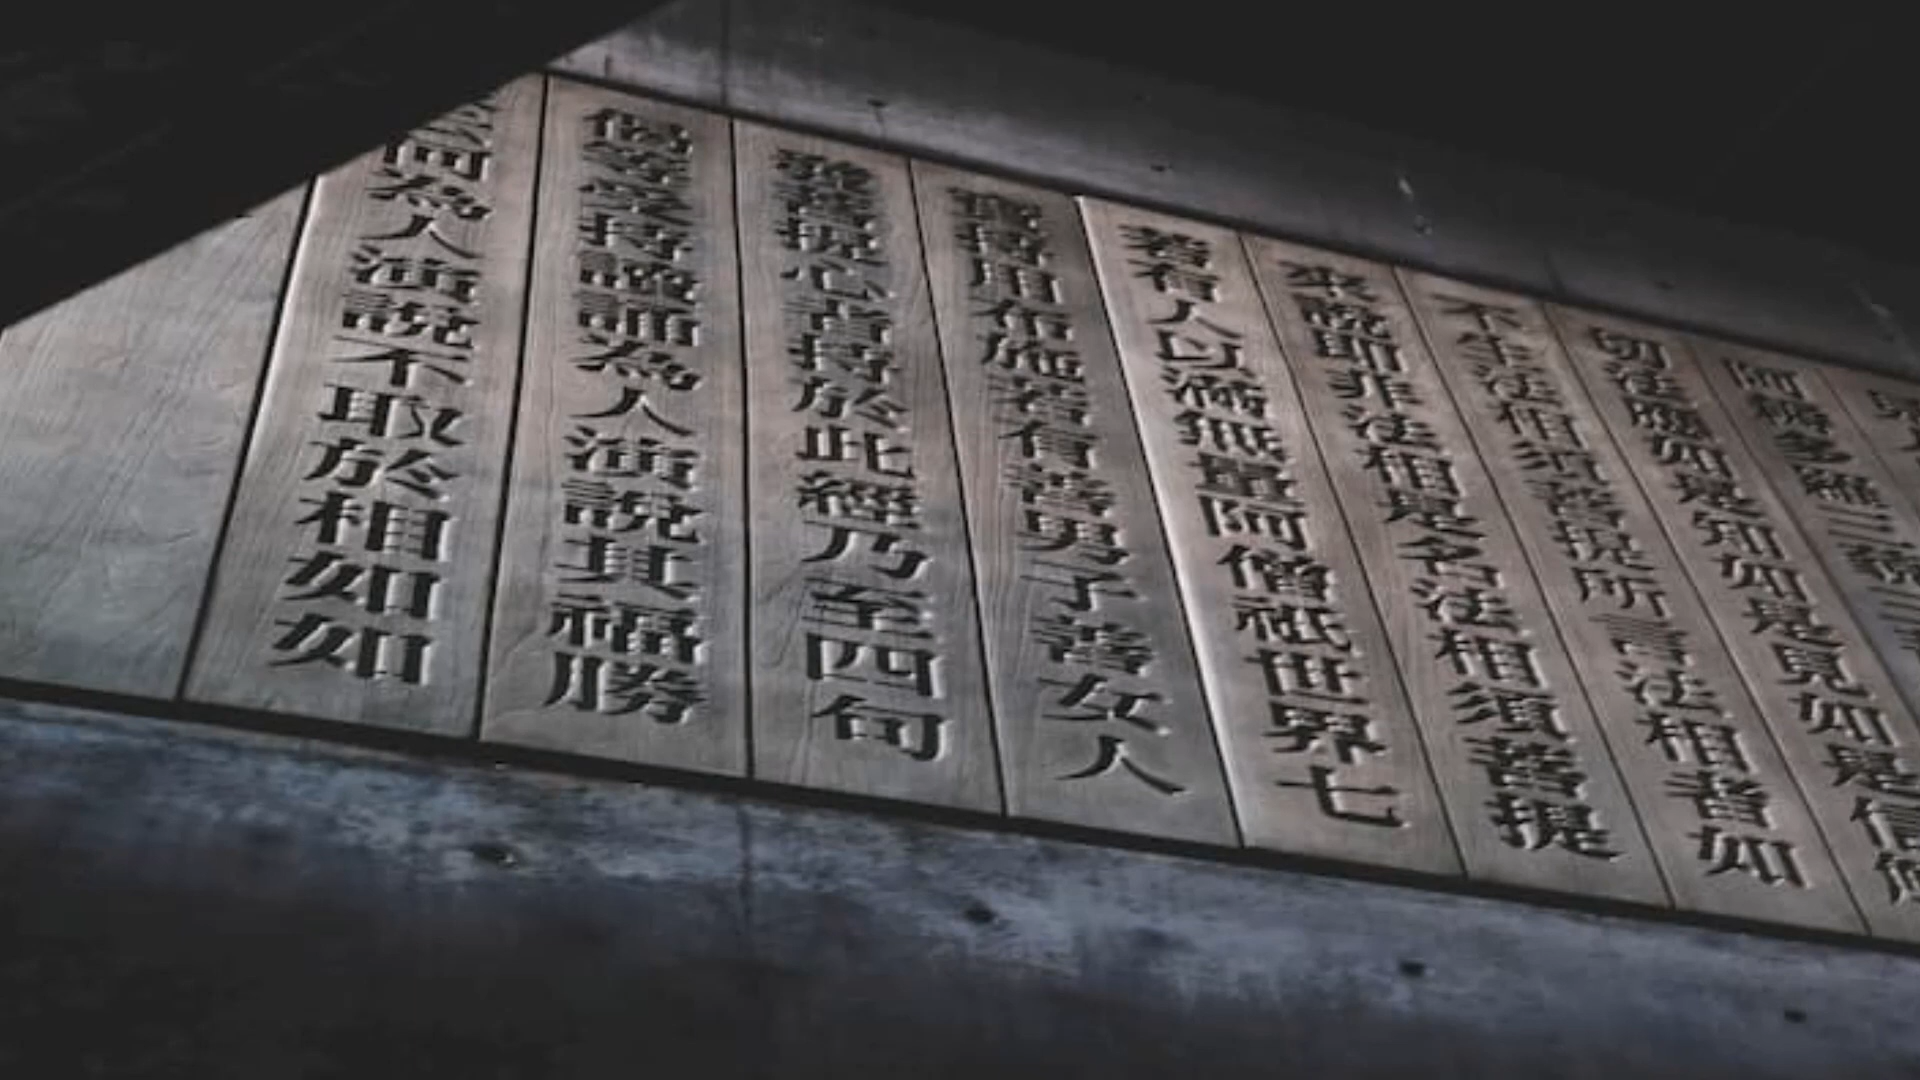 阿耨多羅三藐三
切法應如是知如是見如是信解
不生法相須菩提所言法相者如
來說即非法相是名法相須菩提
若有人以滿無量阿僧祇世界七
寶持用布施若有善男子善女人
發菩提心者持於此經乃至四句
偈等受持讀誦為人演說其福勝
何為人演說不取於相如如